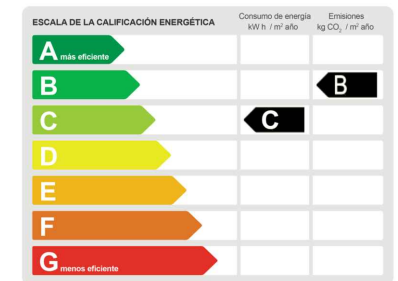 ESCALA DE LA CALIFICACIÓN ENERGÉTICA
Consumo de energía
kW h / m² año
Emisiones
kg CO₂ / m² año
A más eficiente
B
B
C
C
D
E
F
G menos eficiente